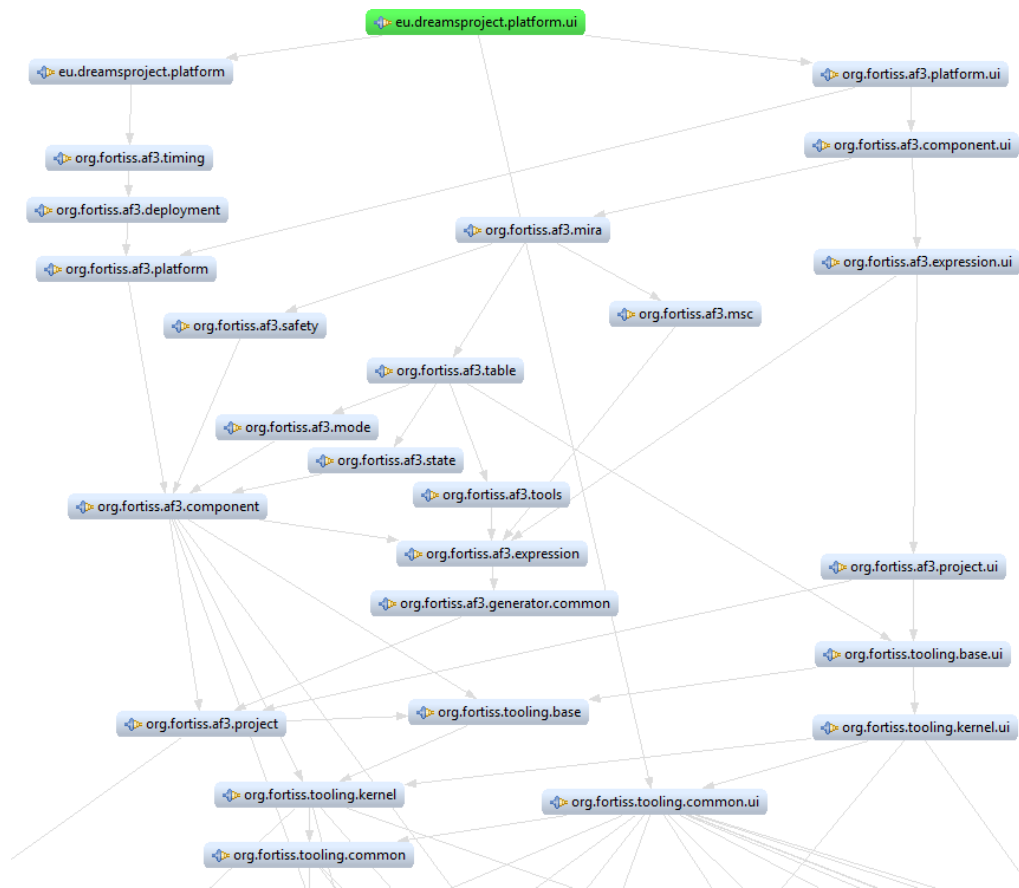 eu.dreamsproject.platform.ui
eu.dreamsproject.platform
org.fortiss.af3.platform.ui
org.fortiss.af3.component.ui
org.fortiss.af3.timing
org.fortiss.af3.deployment
org.fortiss.af3.mira
org.fortiss.af3.expression.ui
org.fortiss.af3.platform
org.fortiss.af3.msc
org.fortiss.af3.safety
org.fortiss.af3.table
org.fortiss.af3.mode
org.fortiss.af3.state
org.fortiss.af3.tools
org.fortiss.af3.component
org.fortiss.af3.expression
org.fortiss.af3.project.ui
org.fortiss.af3.generator.common
org.fortiss.tooling.base.ui
org.fortiss.tooling.base
org.fortiss.af3.project
org.fortiss.tooling.kernel.ui
org.fortiss.tooling.kernel
org.fortiss.tooling.common.ui
org.fortiss.tooling.common